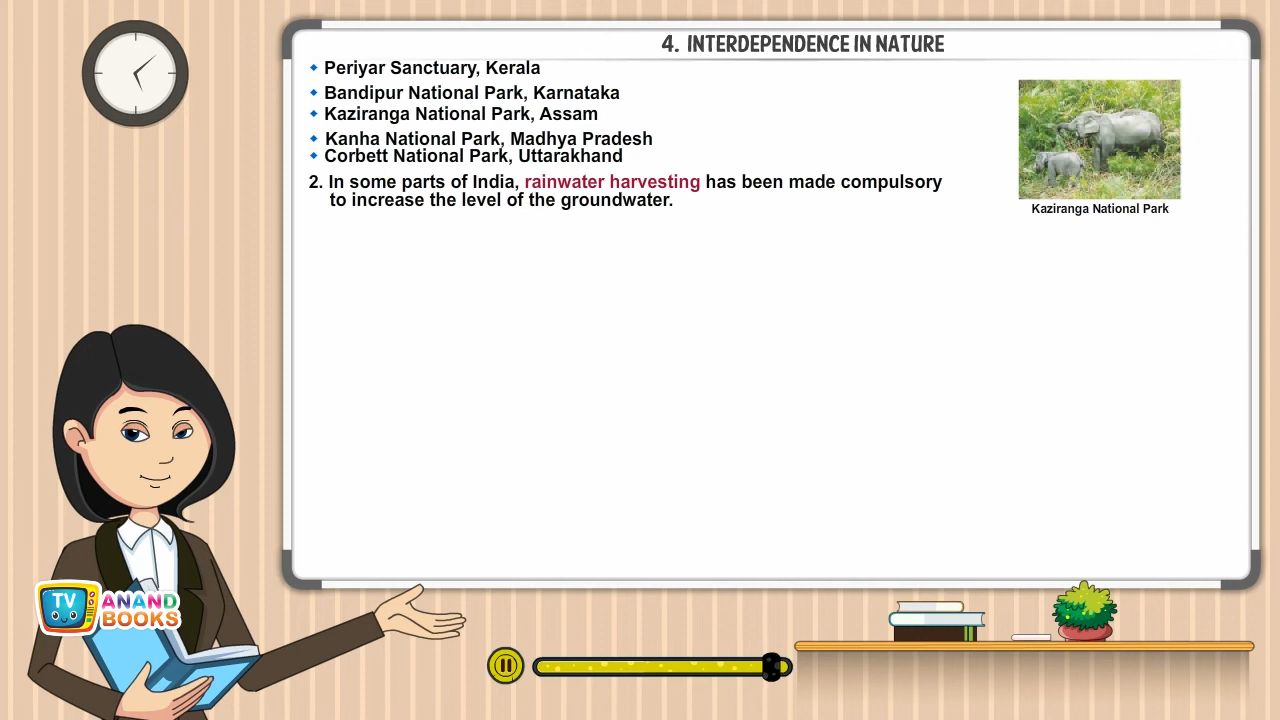 4. INTERDEPENDENCE IN NATURE
Periyar Sanctuary, Kerala
Bandipur National Park, Karnataka
Kaziranga National Park, Assam
Kanha National Park, Madhya Pradesh
Corbett National Park, Uttarakhand
2. In some parts of India, rainwater harvesting has been made compulsory
to increase the level of the groundwater.
Kaziranga National Park
TV
ANAND
BOOKS